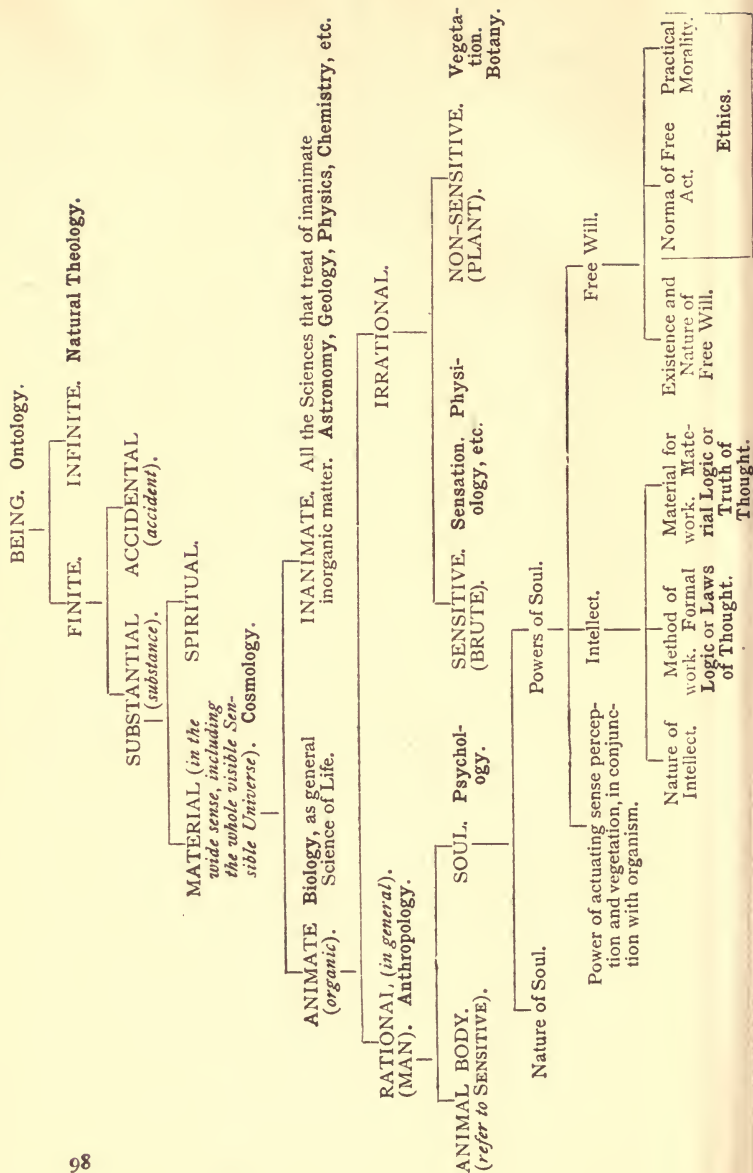 98
BEING. Ontology.
FINITE. INFINITE. Natural Theology.
SUBSTANTIAL
(substance).
ACCIDENTAL
(accident).
MATERIAL (in the
wide sense, including
the whole visible Sen-
sible Universe). Cosmology.
SPIRITUAL.
ANIMATE Biology, as general
(organic). Science of Life.
INANIMATE. All the Sciences that treat of inanimate
inorganic matter. Astronomy, Geology, Physics, Chemistry, etc.
RATIONAL (in general).
(MAN). Anthropology.
IRRATIONAL.
ANIMAL BODY.
(refer to SENSITIVE).
SOUL. Psychol-
ogy.
SENSITIVE. Sensation. Physi-
(BRUTE). ology, etc.
NON-SENSITIVE. Vegeta-
(PLANT). tion.
Botany.
Nature of Soul.
Powers of Soul.
Power of actuating sense percep-
tion and vegetation, in conjunc-
tion with organism.
Intellect.
Free Will.
Nature of
Intellect.
Method of
work. Formal
Logic or Laws
of Thought.
Material for
work. Mate-
rial Logic or
Truth of
Thought.
Existence and
Nature of
Free Will.
Norma of Free
Act.
Practical
Morality.
Ethics.